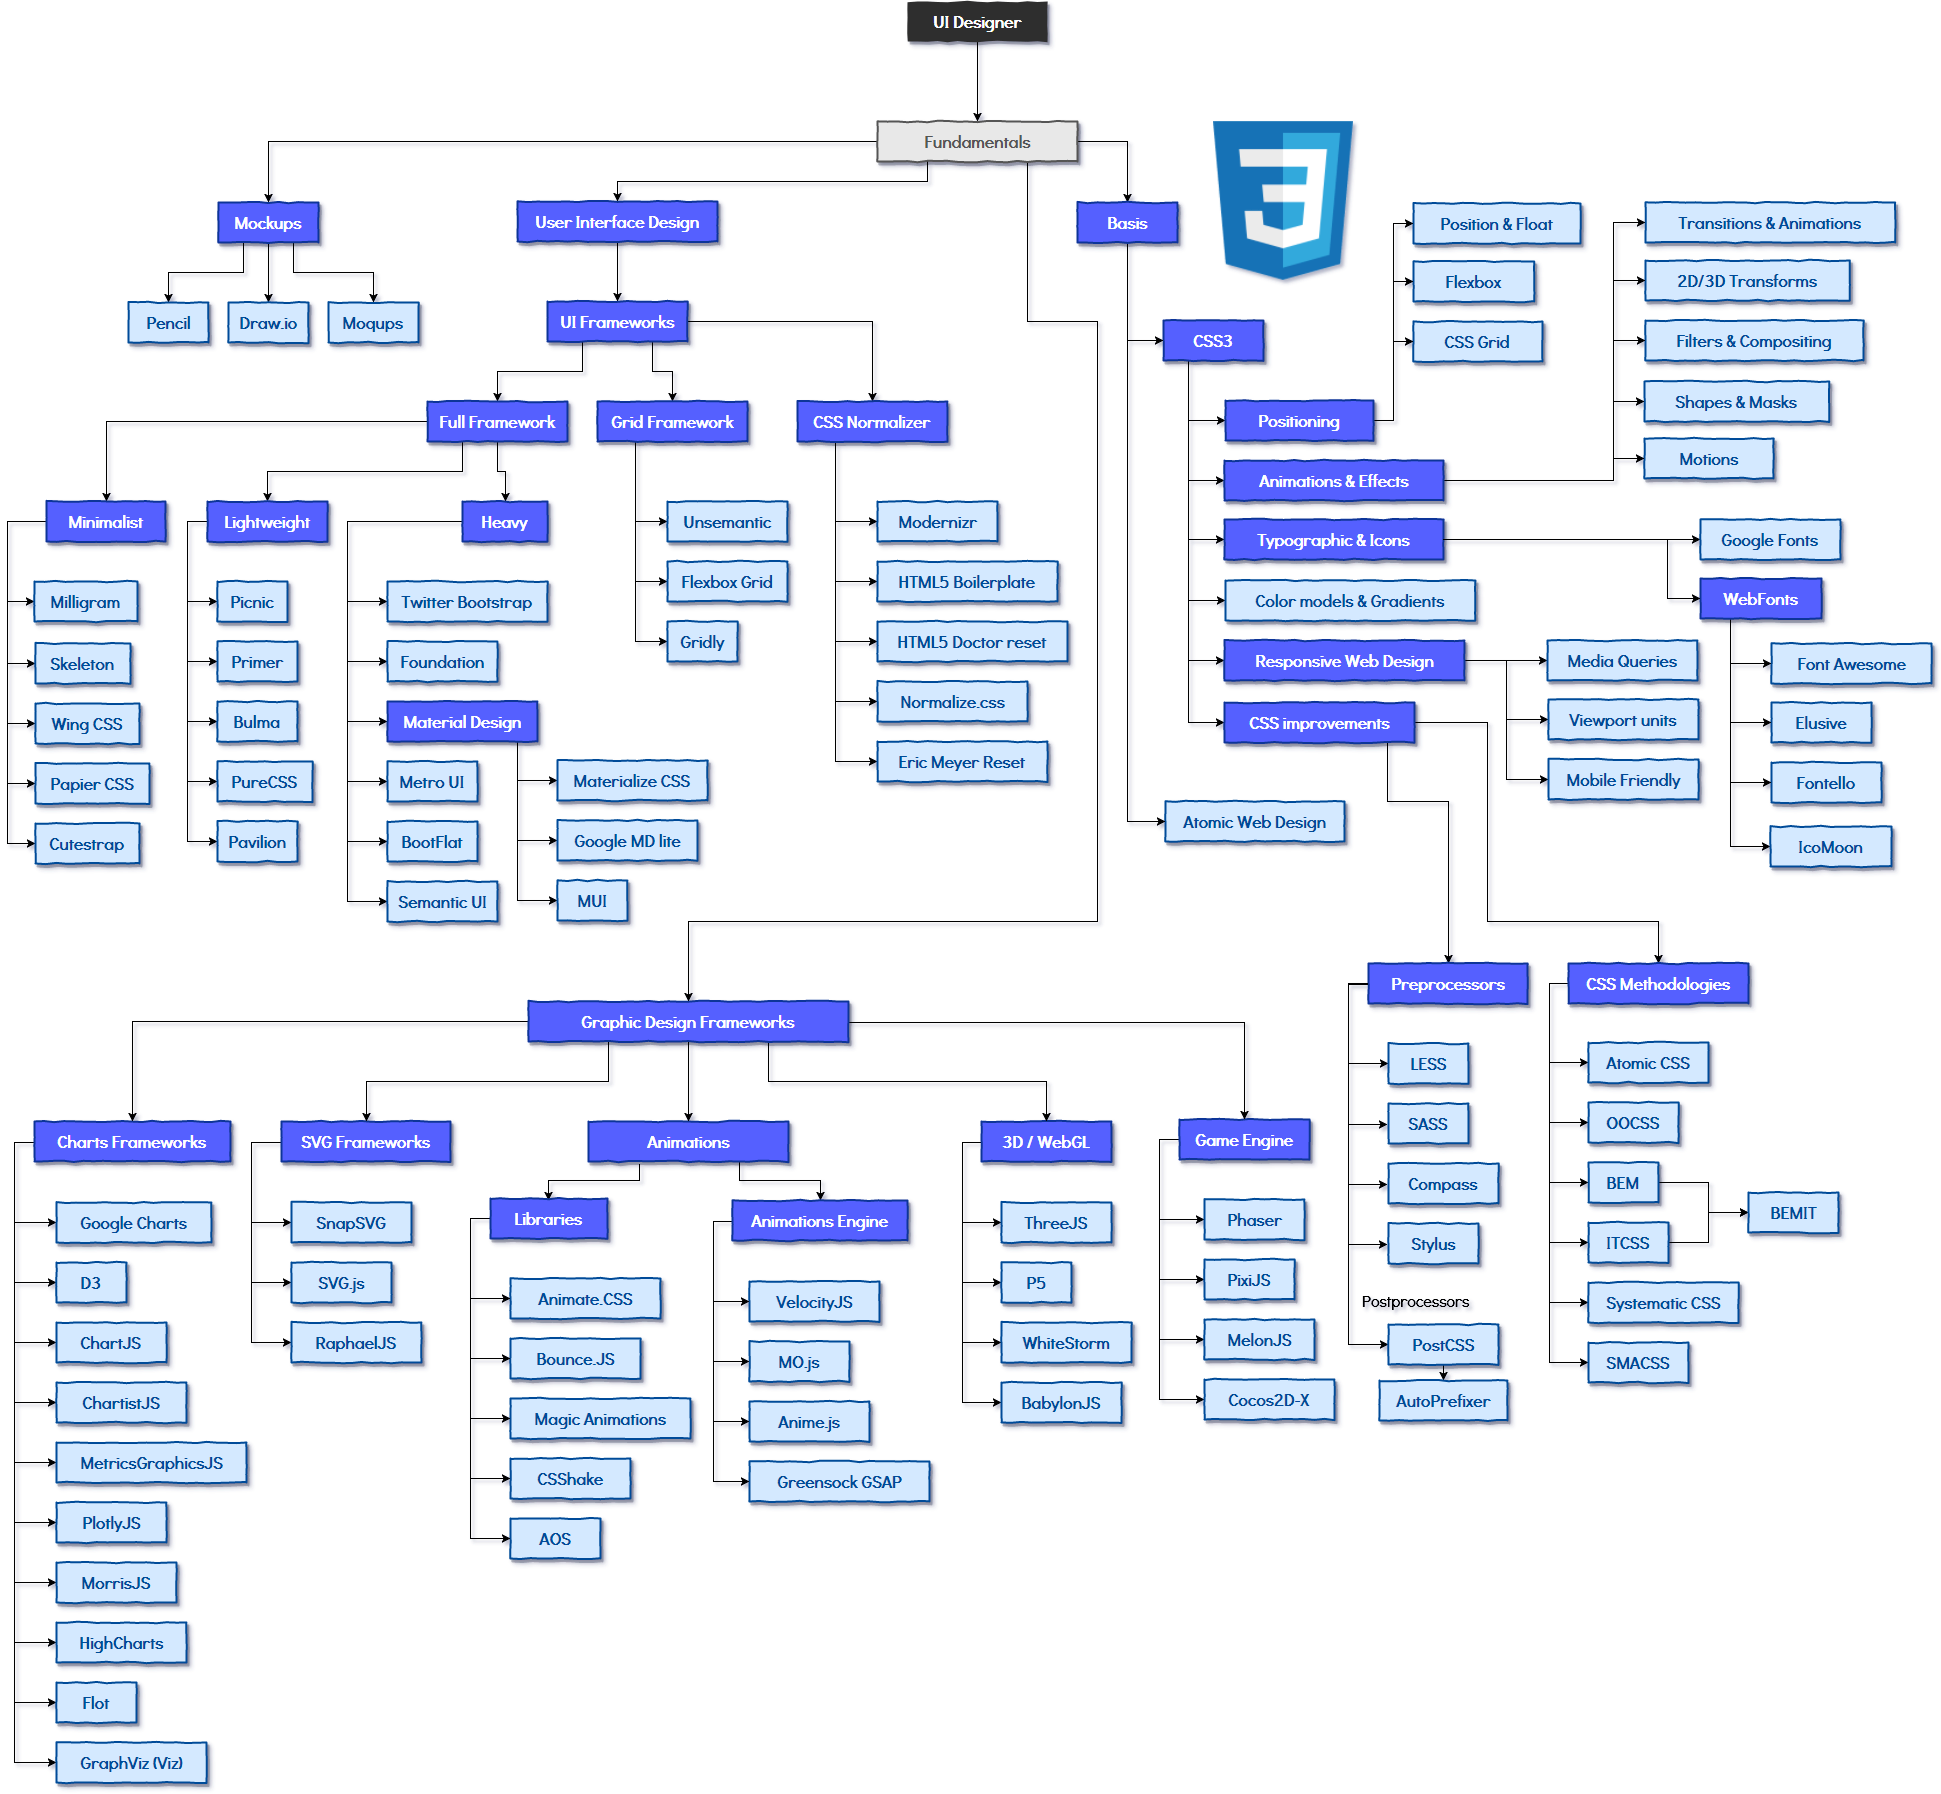 UI Designer
Fundamentals
Mockups
Pencil
Draw.io
Moqups
User Interface Design
UI Frameworks
Full Framework
Minimalist
Milligram
Skeleton
Wing CSS
Papier CSS
Cutestrap
Lightweight
Picnic
Primer
Bulma
PureCSS
Pavilion
Heavy
Twitter Bootstrap
Foundation
Material Design
Materialize CSS
Google MD lite
MUI
Metro UI
BootFlat
Semantic UI
Grid Framework
Unsemantic
Flexbox Grid
Gridly
CSS Normalizer
Modernizr
HTML5 Boilerplate
HTML5 Doctor reset
Normalize.css
Eric Meyer Reset
Basis
CSS3
Positioning
Position & Float
Flexbox
CSS Grid
Animations & Effects
Transitions & Animations
2D/3D Transforms
Filters & Compositing
Shapes & Masks
Motions
Typographic & Icons
Google Fonts
WebFonts
Font Awesome
Elusive
Fontello
IcoMoon
Color models & Gradients
Responsive Web Design
Media Queries
Viewport units
Mobile Friendly
CSS improvements
Atomic Web Design
Preprocessors
LESS
SASS
Compass
Stylus
Postprocessors
PostCSS
AutoPrefixer
CSS Methodologies
Atomic CSS
OOCSS
BEM
ITCSS
BEMIT
Systematic CSS
SMACSS
Graphic Design Frameworks
Charts Frameworks
Google Charts
D3
ChartJS
ChartistJS
MetricsGraphicsJS
PlotlyJS
MorrisJS
HighCharts
Flot
GraphViz (Viz)
SVG Frameworks
SnapSVG
SVG.js
RaphaelJS
Animations
Libraries
Animate.CSS
Bounce.JS
Magic Animations
CSShake
AOS
Animations Engine
VelocityJS
MO.js
Anime.js
Greensock GSAP
3D / WebGL
ThreeJS
P5
WhiteStorm
BabylonJS
Game Engine
Phaser
PixiJS
MelonJS
Cocos2D-X